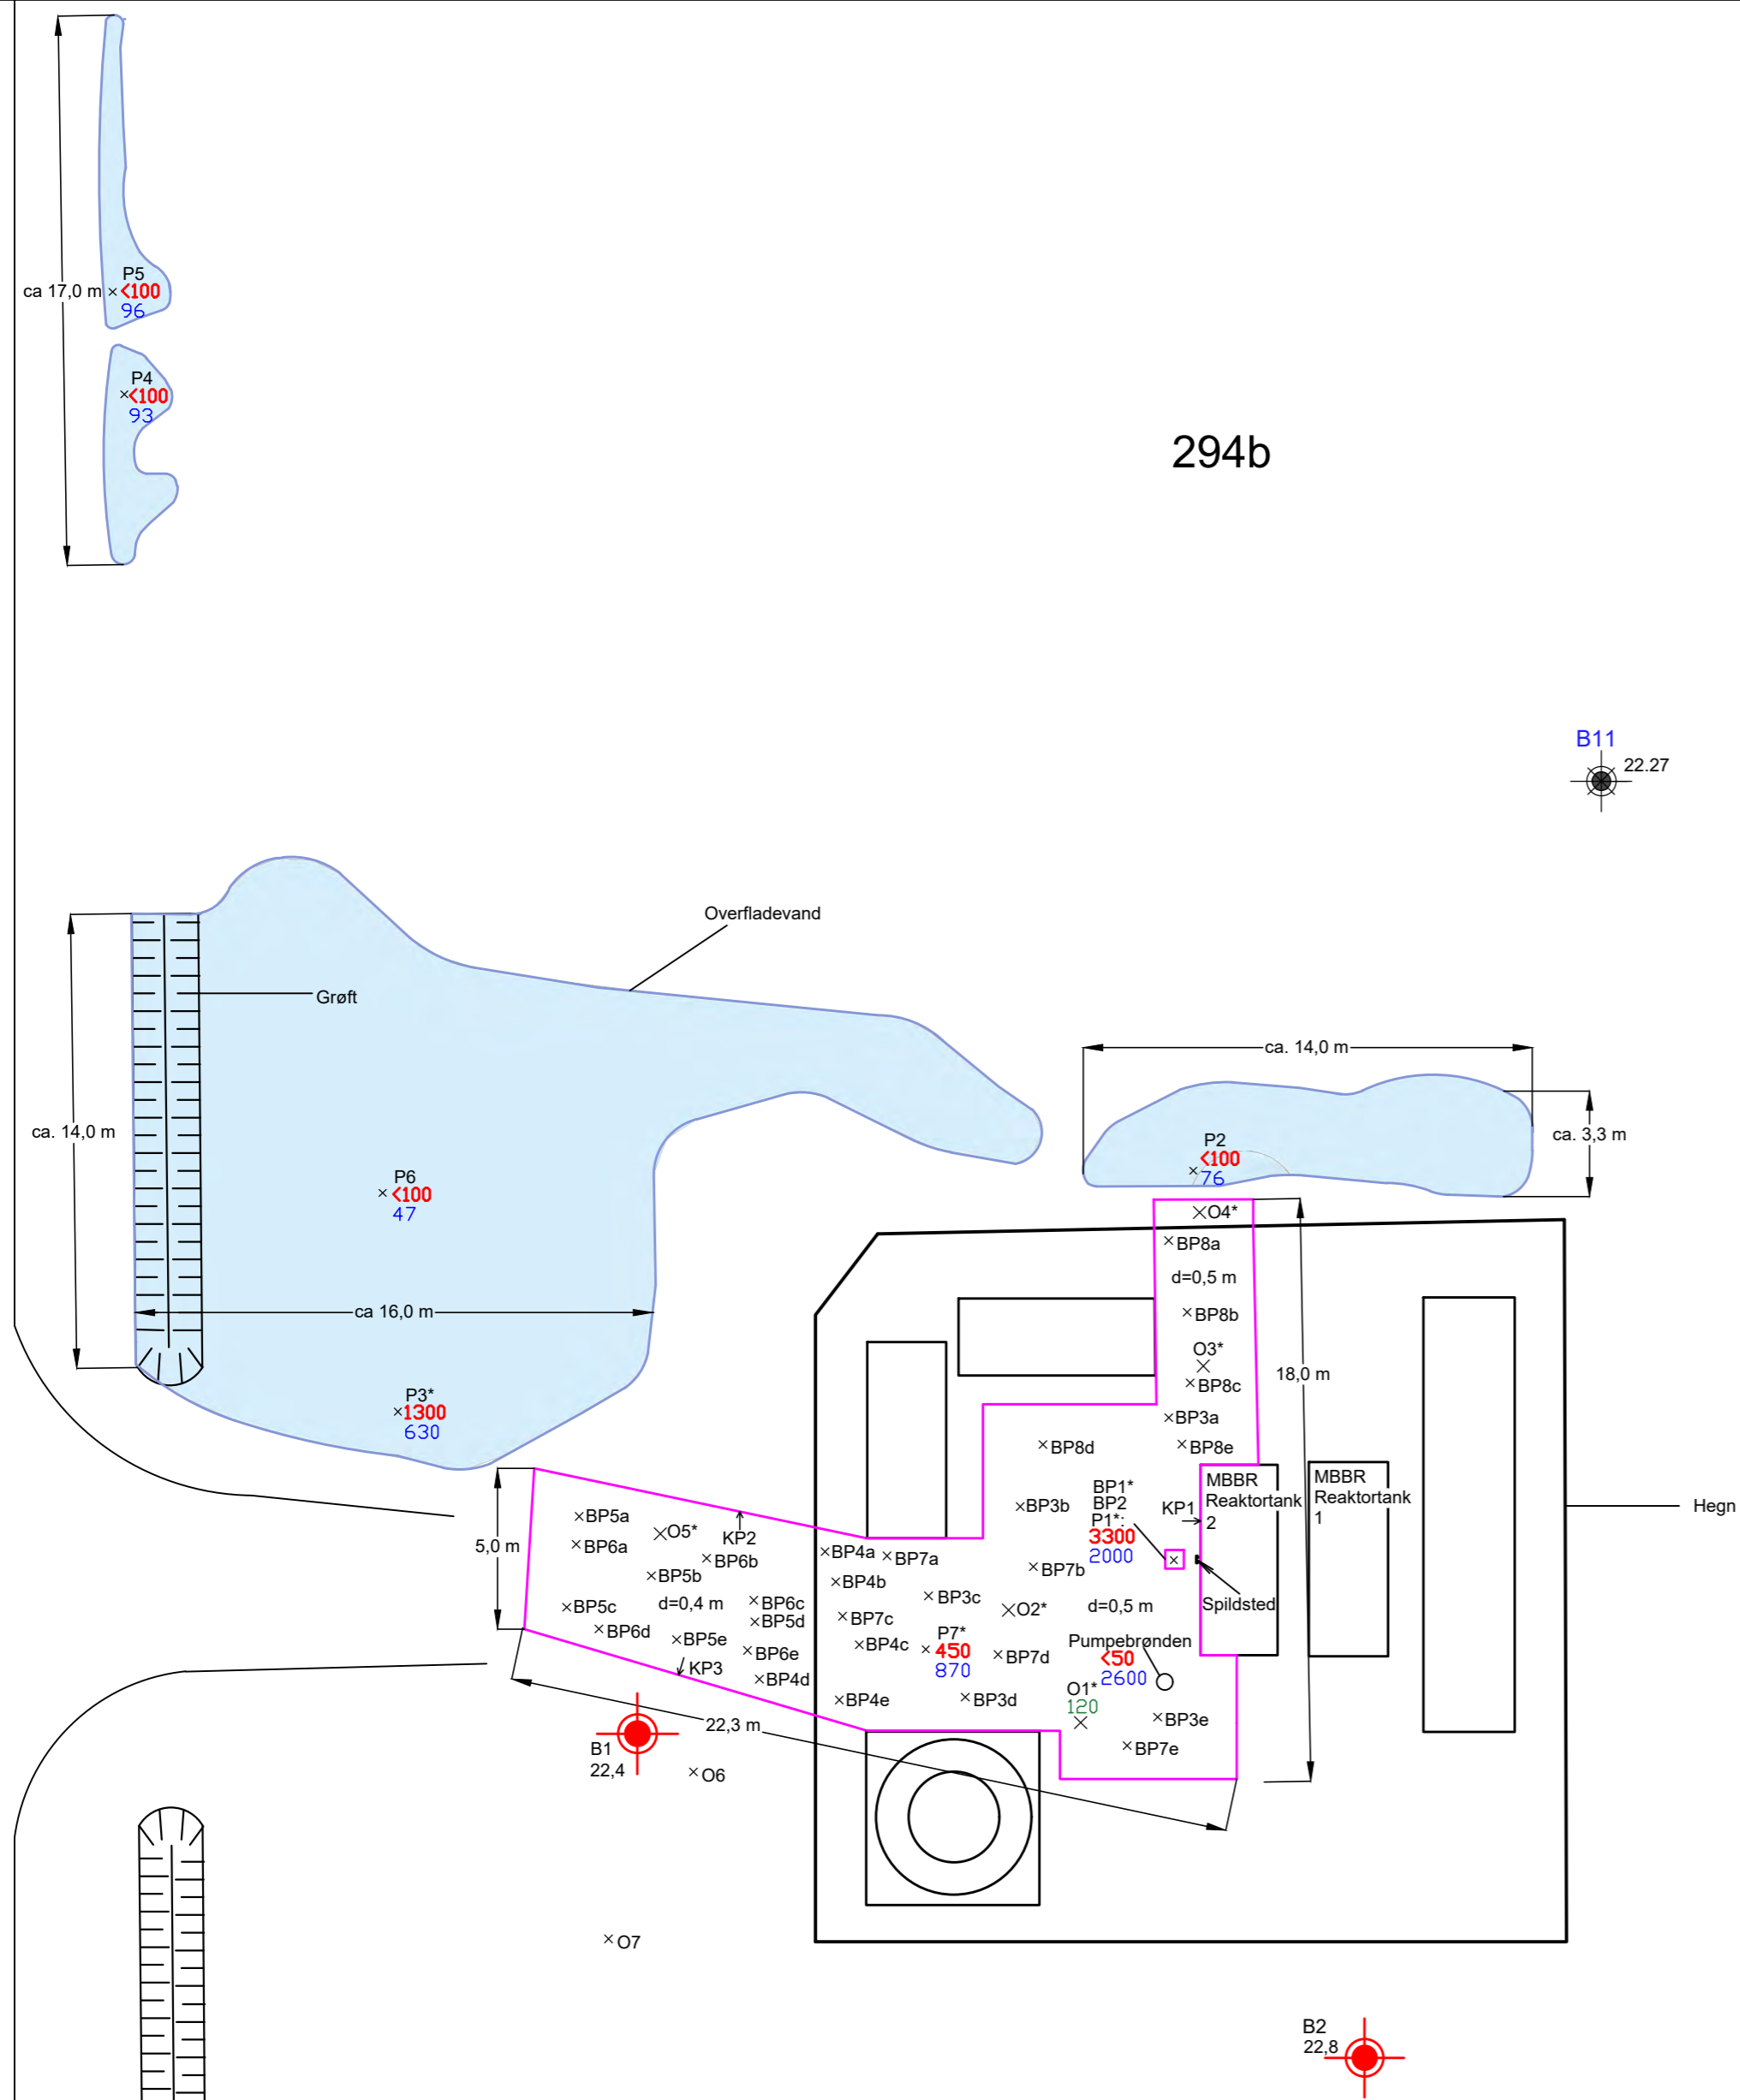 P5
ca 17,0 m
<100
96
P4
<100
93
294b
B11
22.27
Overfladevand
Grøft
ca. 14,0 m
ca. 14,0 m
ca. 3,3 m
P2
<100
76
P6
<100
47
O4*
BP8a
d=0,5 m
BP8b
ca 16,0 m
O3*
18,0 m
BP8c
P3*
1300
630
BP3a
BP8d
BP8e
MBBR
Reaktortank
2
MBBR
Reaktortank
1
BP1*
BP2
P1*:
3300
2000
KP1
Hegn
BP3b
BP5a
O5*
KP2
5,0 m
BP6a
BP6b
BP4a
BP7a
BP7b
BP5b
BP4b
BP3c
d=0,4 m
BP6c
BP5c
BP5d
BP7c
O2*
d=0,5 m
Spildsted
BP6d
BP5e
BP6e
BP4c
P7*
450
870
BP7d
Pumpebrønden
<50
2600
KP3
BP4d
BP4e
BP3d
O1*
120
BP3e
22,3 m
BP7e
B1
22,4
O6
O7
B2
22,8